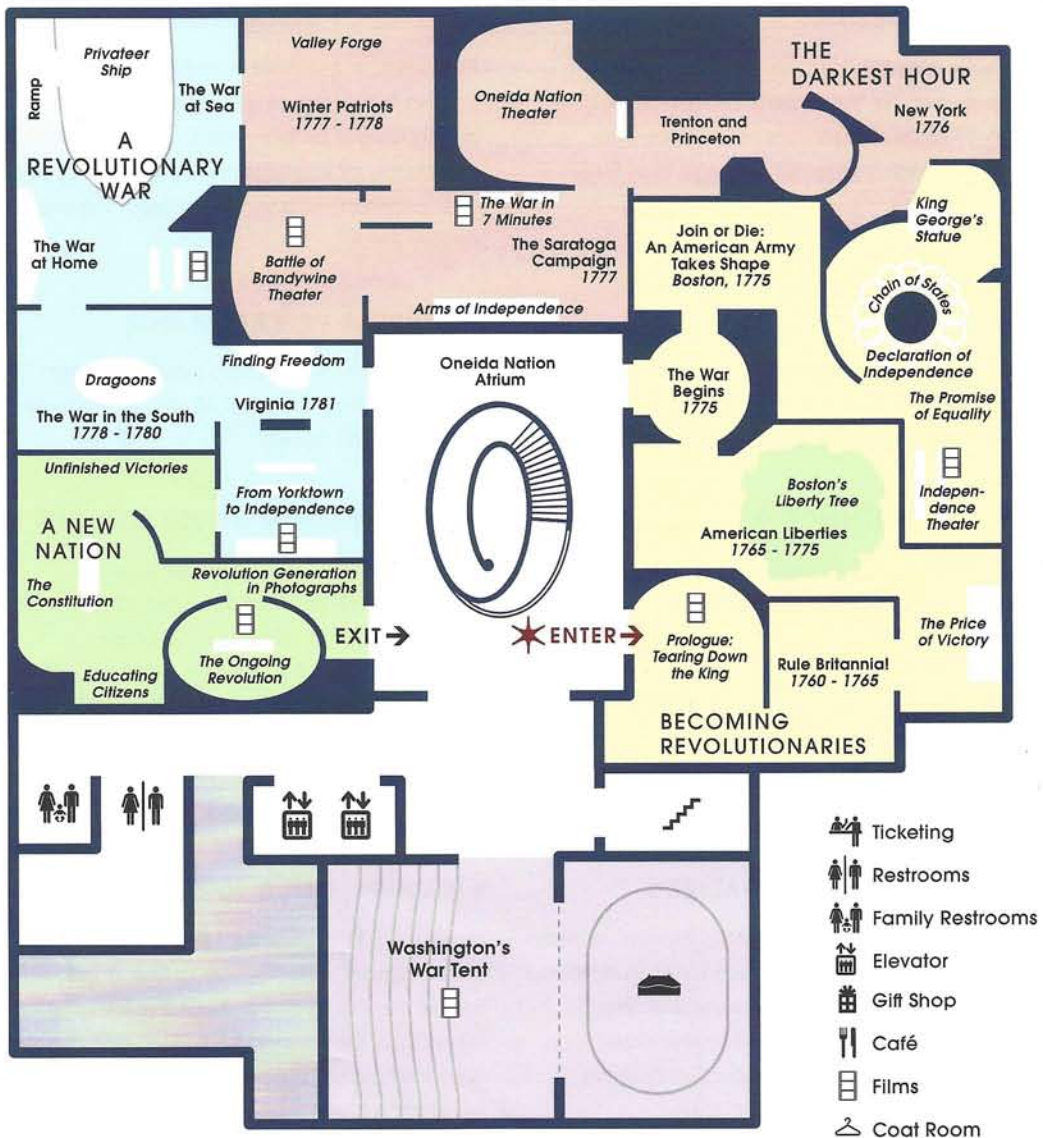 Privateer
Ship
Ramp
The War
at Sea
A
REVOLUTIONARY
WAR
The War
at Home
Valley Forge
Winter Patriots
1777 - 1778
Oneida Nation
Theater
Trenton and
Princeton
THE
DARKEST HOUR
New York
1776
King
George's
Statue
Battle of
Brandywine
Theater
The War in
7 Minutes
The Saratoga
Campaign
1777
Arms of Independence
Join or Die:
An American Army
Takes Shape
Boston, 1775
Chain of States
Declaration of
Independence
The Promise
of Equality
Indepen-
dence
Theater
The War
Begins
1775
Oneida Nation
Atrium
Finding Freedom
Virginia 1781
Dragoons
The War in the South
1778 - 1780
From Yorktown
to Independence
Unfinished Victories
A NEW
NATION
The
Constitution
Revolution Generation
in Photographs
The Ongoing
Revolution
Educating
Citizens
EXIT →
ENTER →
Boston's
Liberty Tree
American Liberties
1765 - 1775
Prologue:
Tearing Down
the King
Rule Britannia!
1760 - 1765
The Price
of Victory
BECOMING
REVOLUTIONARIES
Washington's
War Tent
Ticketing
Restrooms
Family Restrooms
Elevator
Gift Shop
Café
Films
Coat Room